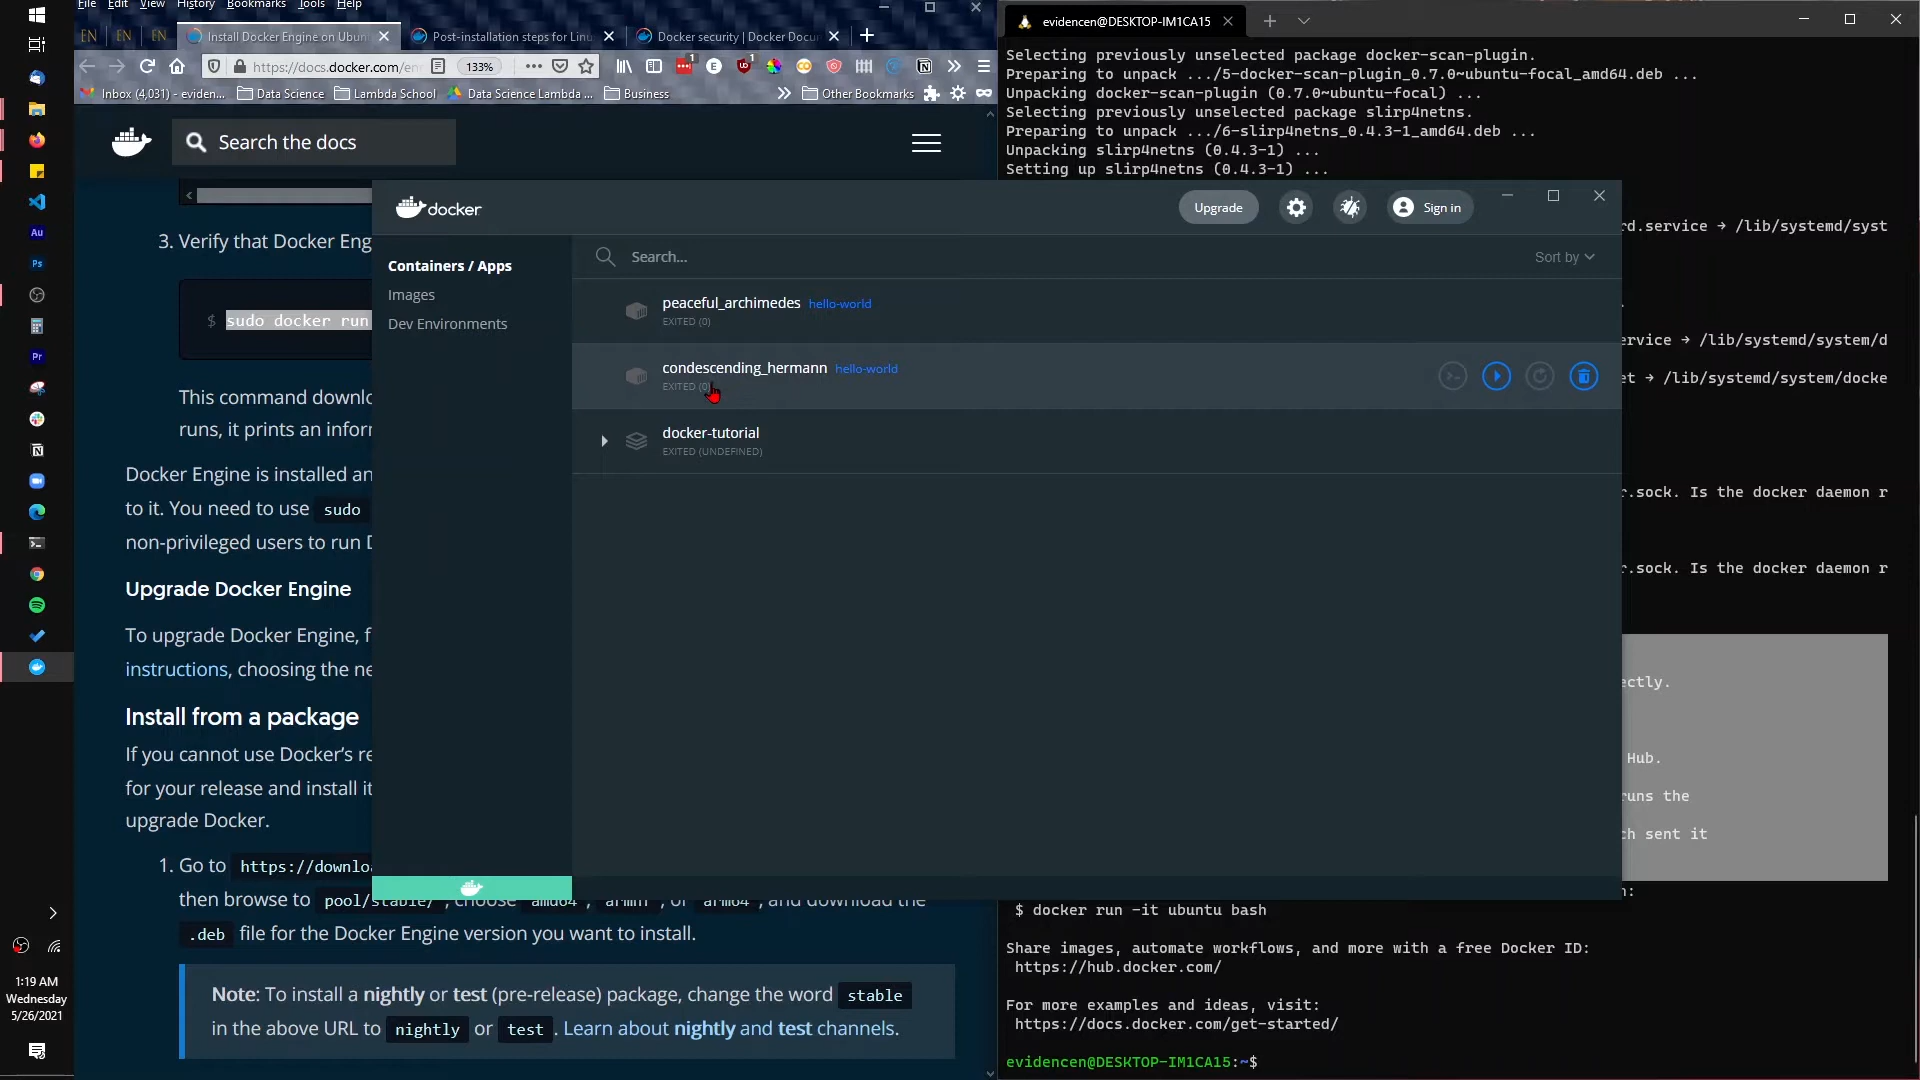 File Edit View History Bookmarks Tools Help
EN EN EN Install Docker Engine on Ubun Post-installation steps for Linu Docker security | Docker Docu
https://docs.docker.com/en 133%
Inbox (4,031) - eviden... Data Science Lambda School Data Science Lambda ... Business Other Bookmarks
Search the docs
3. Verify that Docker Eng
$ sudo docker run
This command downlo
runs, it prints an inforr
Docker Engine is installed an
to it. You need to use sudo
non-privileged users to run D
Upgrade Docker Engine
To upgrade Docker Engine, f
instructions, choosing the ne
Install from a package
If you cannot use Docker's re
for your release and install it
upgrade Docker.
1. Go to https://downlo
then browse to pool/stable/ , choose amd64 , armhf , or arm64 , and download the
.deb file for the Docker Engine version you want to install.
Note: To install a nightly or test (pre-release) package, change the word stable
in the above URL to nightly or test . Learn about nightly and test channels.
docker
Upgrade
Sign in
Containers / Apps
Images
Dev Environments
Search...
Sort by
peaceful_archimedes hello-world
EXITED (0)
condescending_hermann hello-world
EXITED (0)
docker-tutorial
EXITED (UNDEFINED)
evidencen@DESKTOP-IM1CA15
Selecting previously unselected package docker-scan-plugin.
Preparing to unpack .../5-docker-scan-plugin_0.7.0~ubuntu-focal_amd64.deb ...
Unpacking docker-scan-plugin (0.7.0~ubuntu-focal) ...
Selecting previously unselected package slirp4netns.
Preparing to unpack .../6-slirp4netns_0.4.3-1_amd64.deb ...
Unpacking slirp4netns (0.4.3-1) ...
Setting up slirp4netns (0.4.3-1) ...
rd.service → /lib/systemd/syst
ervice → /lib/systemd/system/d
et → /lib/systemd/system/docke
r.sock. Is the docker daemon r
r.sock. Is the docker daemon r
ectly.
Hub.
runs the
ch sent it
n:
$ docker run -it ubuntu bash
Share images, automate workflows, and more with a free Docker ID:
https://hub.docker.com/
For more examples and ideas, visit:
https://docs.docker.com/get-started/
evidencen@DESKTOP-IM1CA15:~$
Au
Ps
Pr
1:19 AM
Wednesday
5/26/2021